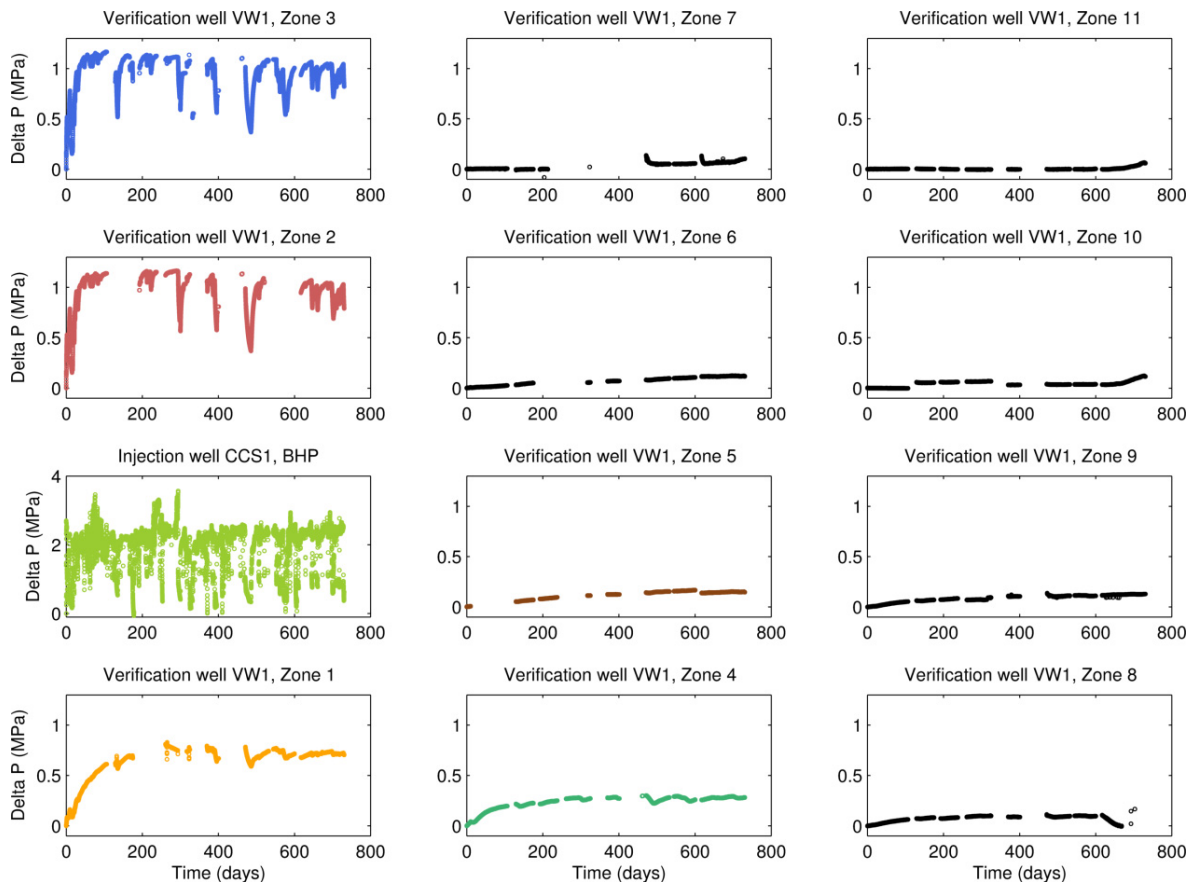 Verification well VW1, Zone 3
Verification well VW1, Zone 7
Verification well VW1, Zone 11
Delta P (MPa)
1
0.5
0
0 200 400 600 800
1
0.5
0
0 200 400 600 800
1
0.5
0
0 200 400 600 800
Verification well VW1, Zone 2
Verification well VW1, Zone 6
Verification well VW1, Zone 10
Delta P (MPa)
1
0.5
0
0 200 400 600 800
1
0.5
0
0 200 400 600 800
1
0.5
0
0 200 400 600 800
Injection well CCS1, BHP
Verification well VW1, Zone 5
Verification well VW1, Zone 9
Delta P (MPa)
4
2
0
0 200 400 600 800
1
0.5
0
0 200 400 600 800
1
0.5
0
0 200 400 600 800
Verification well VW1, Zone 1
Verification well VW1, Zone 4
Verification well VW1, Zone 8
Delta P (MPa)
1
0.5
0
0 200 400 600 800
Time (days)
1
0.5
0
0 200 400 600 800
Time (days)
1
0.5
0
0 200 400 600 800
Time (days)